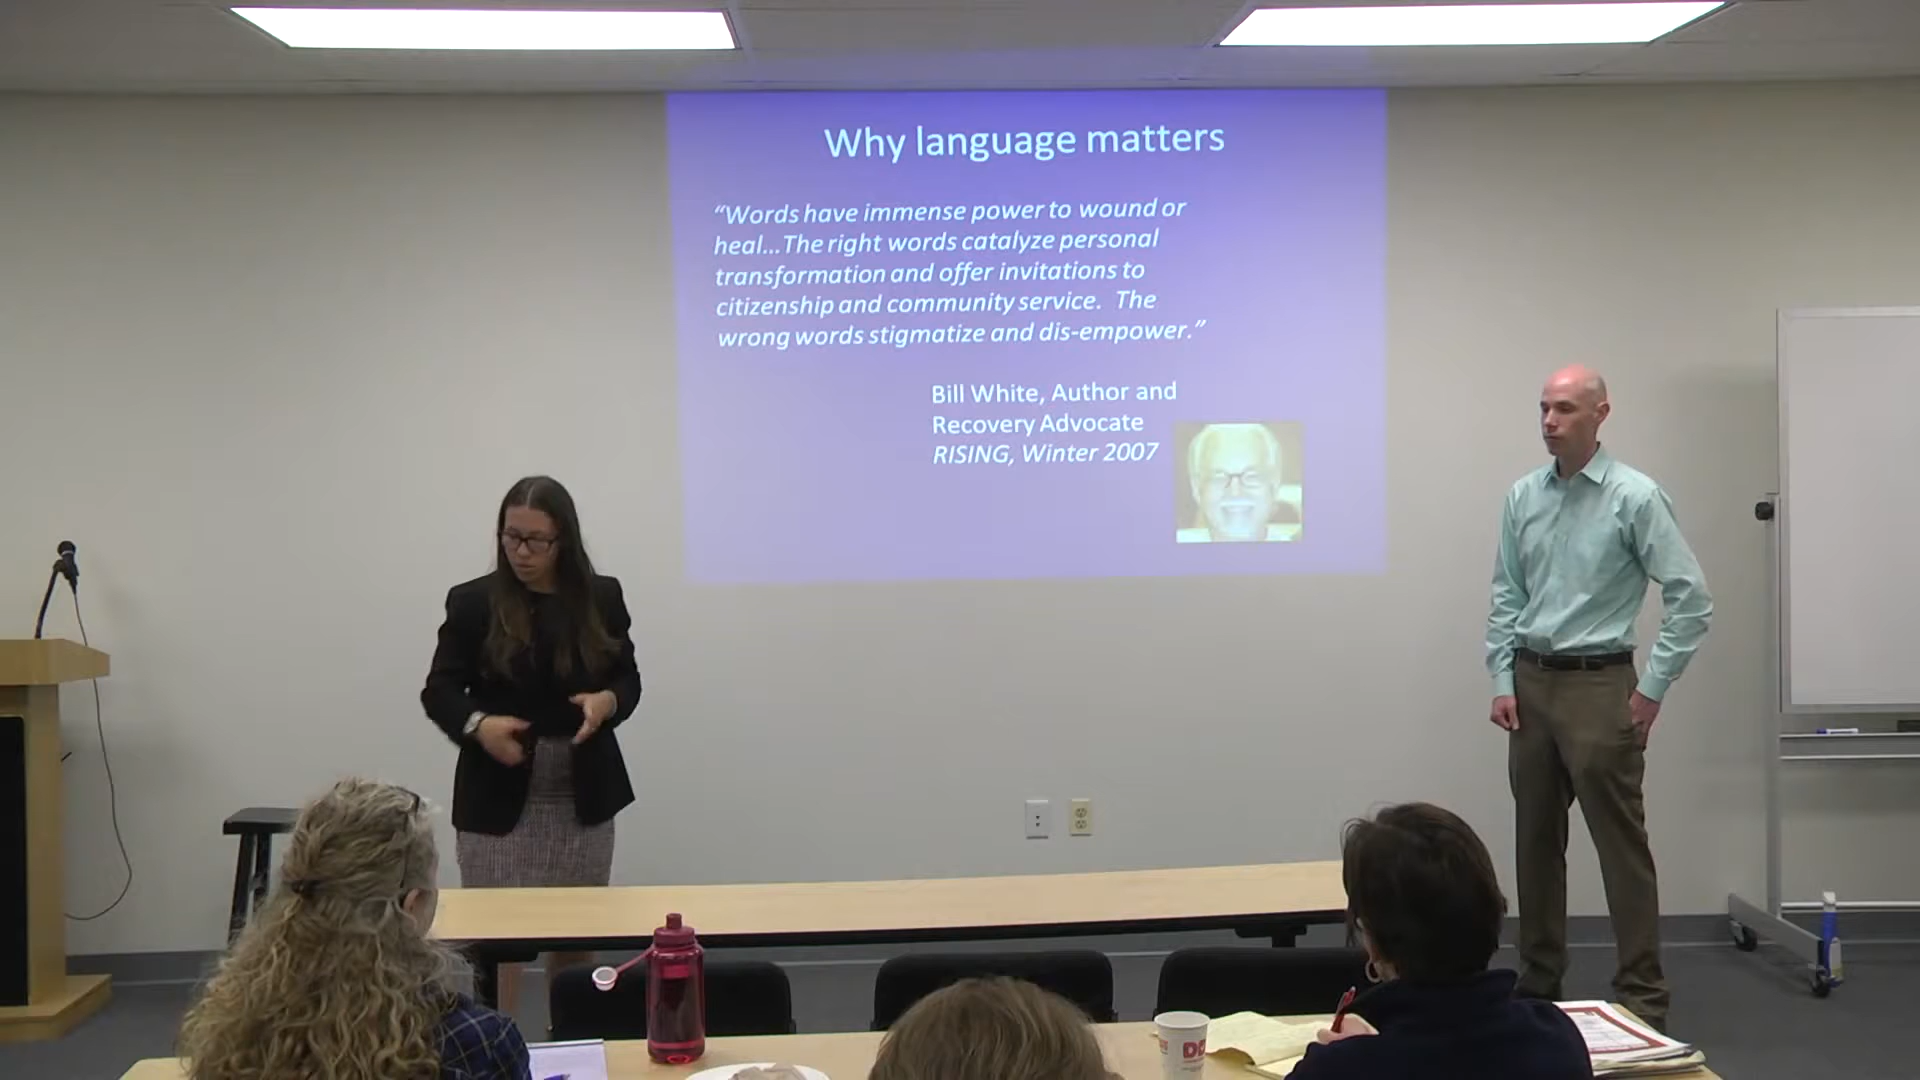 Why language matters
“Words have immense power to wound or
heal…The right words catalyze personal
transformation and offer invitations to
citizenship and community service. The
wrong words stigmatize and dis-empower.”
Bill White, Author and
Recovery Advocate
RISING, Winter 2007
DD